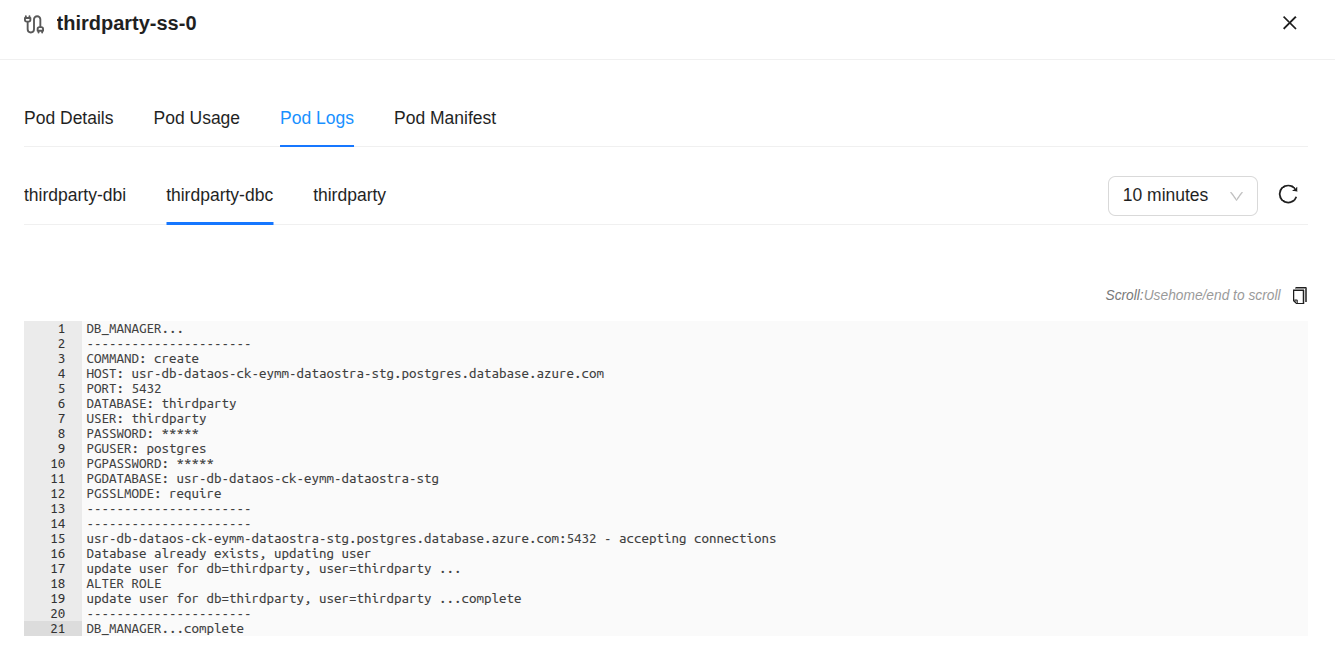 thirdparty-ss-0
Pod Details Pod Usage Pod Logs Pod Manifest
thirdparty-dbi thirdparty-dbc thirdparty 10 minutes
Scroll:Usehome/end to scroll
1 DB_MANAGER...
2 ----------------------
3 COMMAND: create
4 HOST: usr-db-dataos-ck-eymm-dataostra-stg.postgres.database.azure.com
5 PORT: 5432
6 DATABASE: thirdparty
7 USER: thirdparty
8 PASSWORD: *****
9 PGUSER: postgres
10 PGPASSWORD: *****
11 PGDATABASE: usr-db-dataos-ck-eymm-dataostra-stg
12 PGSSLMODE: require
13 ----------------------
14 ----------------------
15 usr-db-dataos-ck-eymm-dataostra-stg.postgres.database.azure.com:5432 - accepting connections
16 Database already exists, updating user
17 update user for db=thirdparty, user=thirdparty ...
18 ALTER ROLE
19 update user for db=thirdparty, user=thirdparty ...complete
20 ----------------------
21 DB_MANAGER...complete